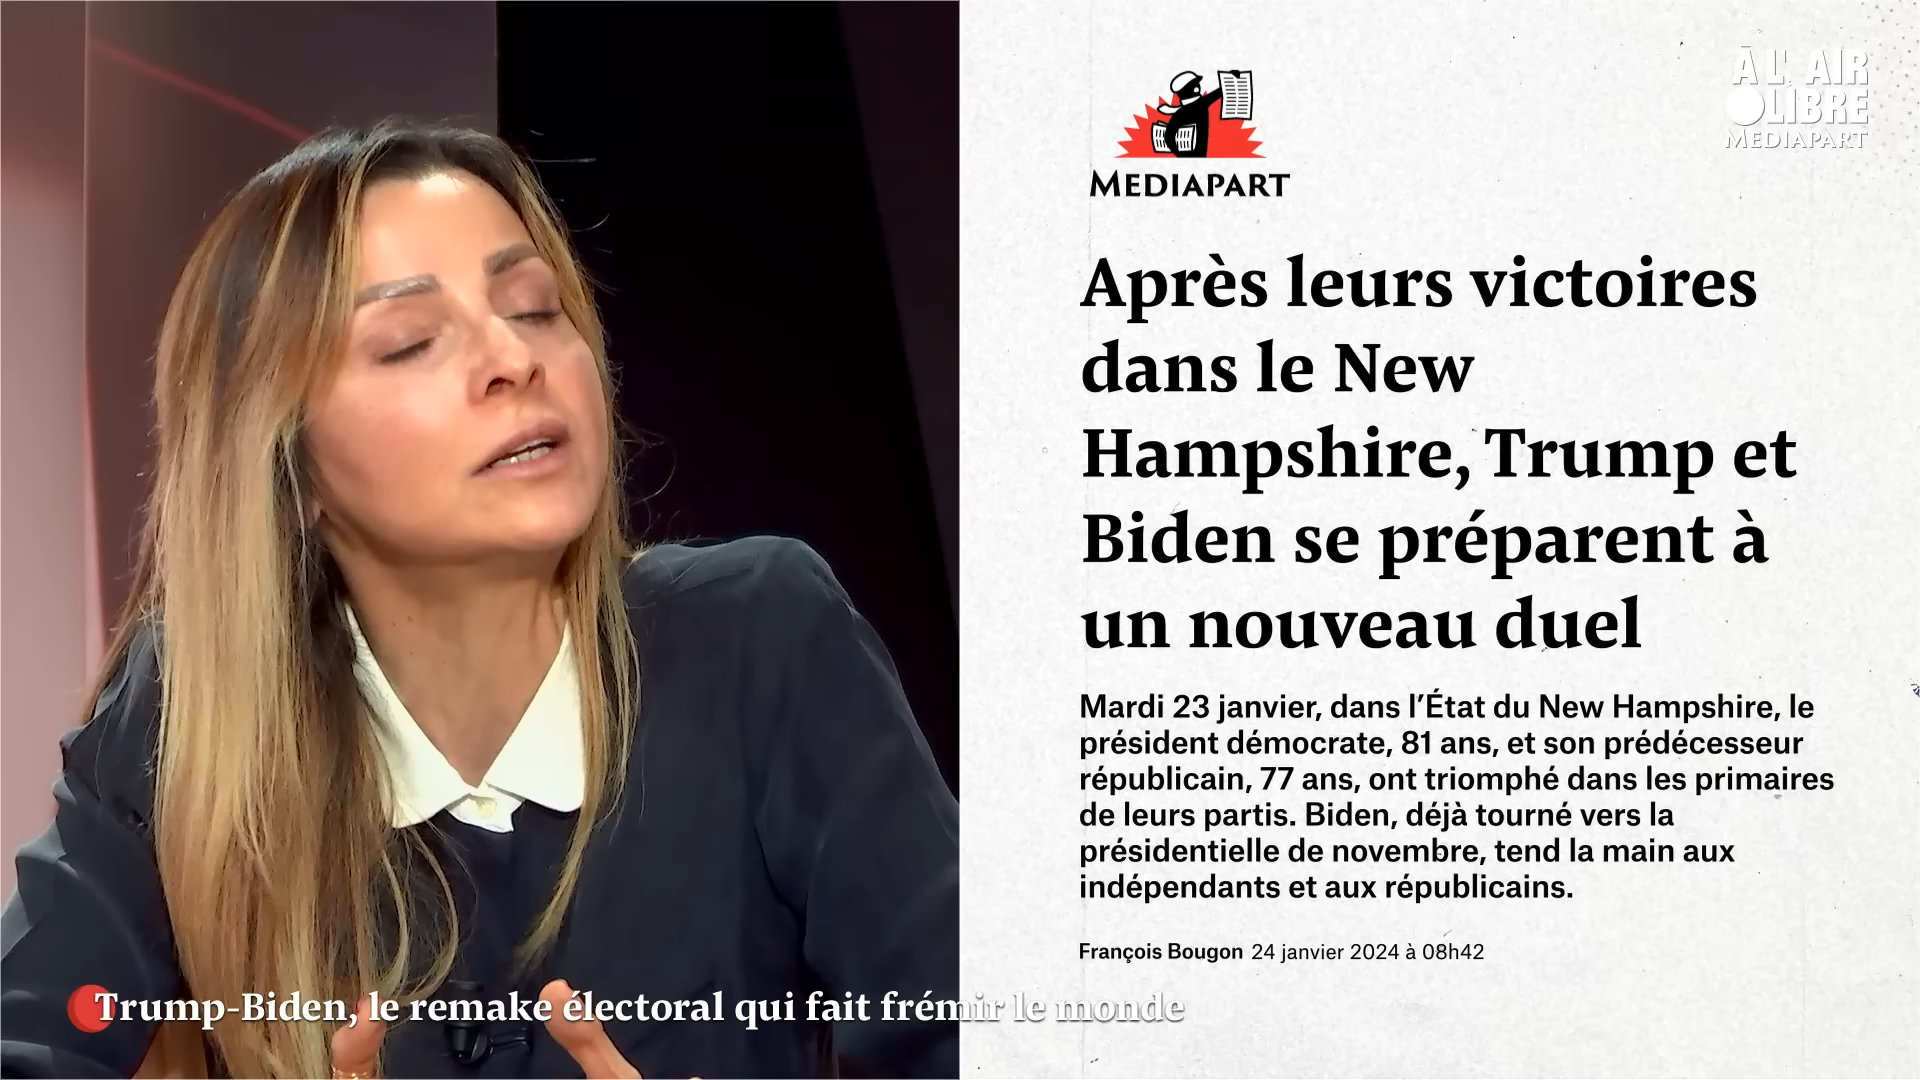 À L'AIR
LIBRE
MEDIAPART
MEDIAPART
Après leurs victoires
dans le New
Hampshire, Trump et
Biden se préparent à
un nouveau duel
Mardi 23 janvier, dans l’État du New Hampshire, le
président démocrate, 81 ans, et son prédécesseur
républicain, 77 ans, ont triomphé dans les primaires
de leurs partis. Biden, déjà tourné vers la
présidentielle de novembre, tend la main aux
indépendants et aux républicains.
François Bougon 24 janvier 2024 à 08h42
Trump-Biden, le remake électoral qui fait frémir le monde